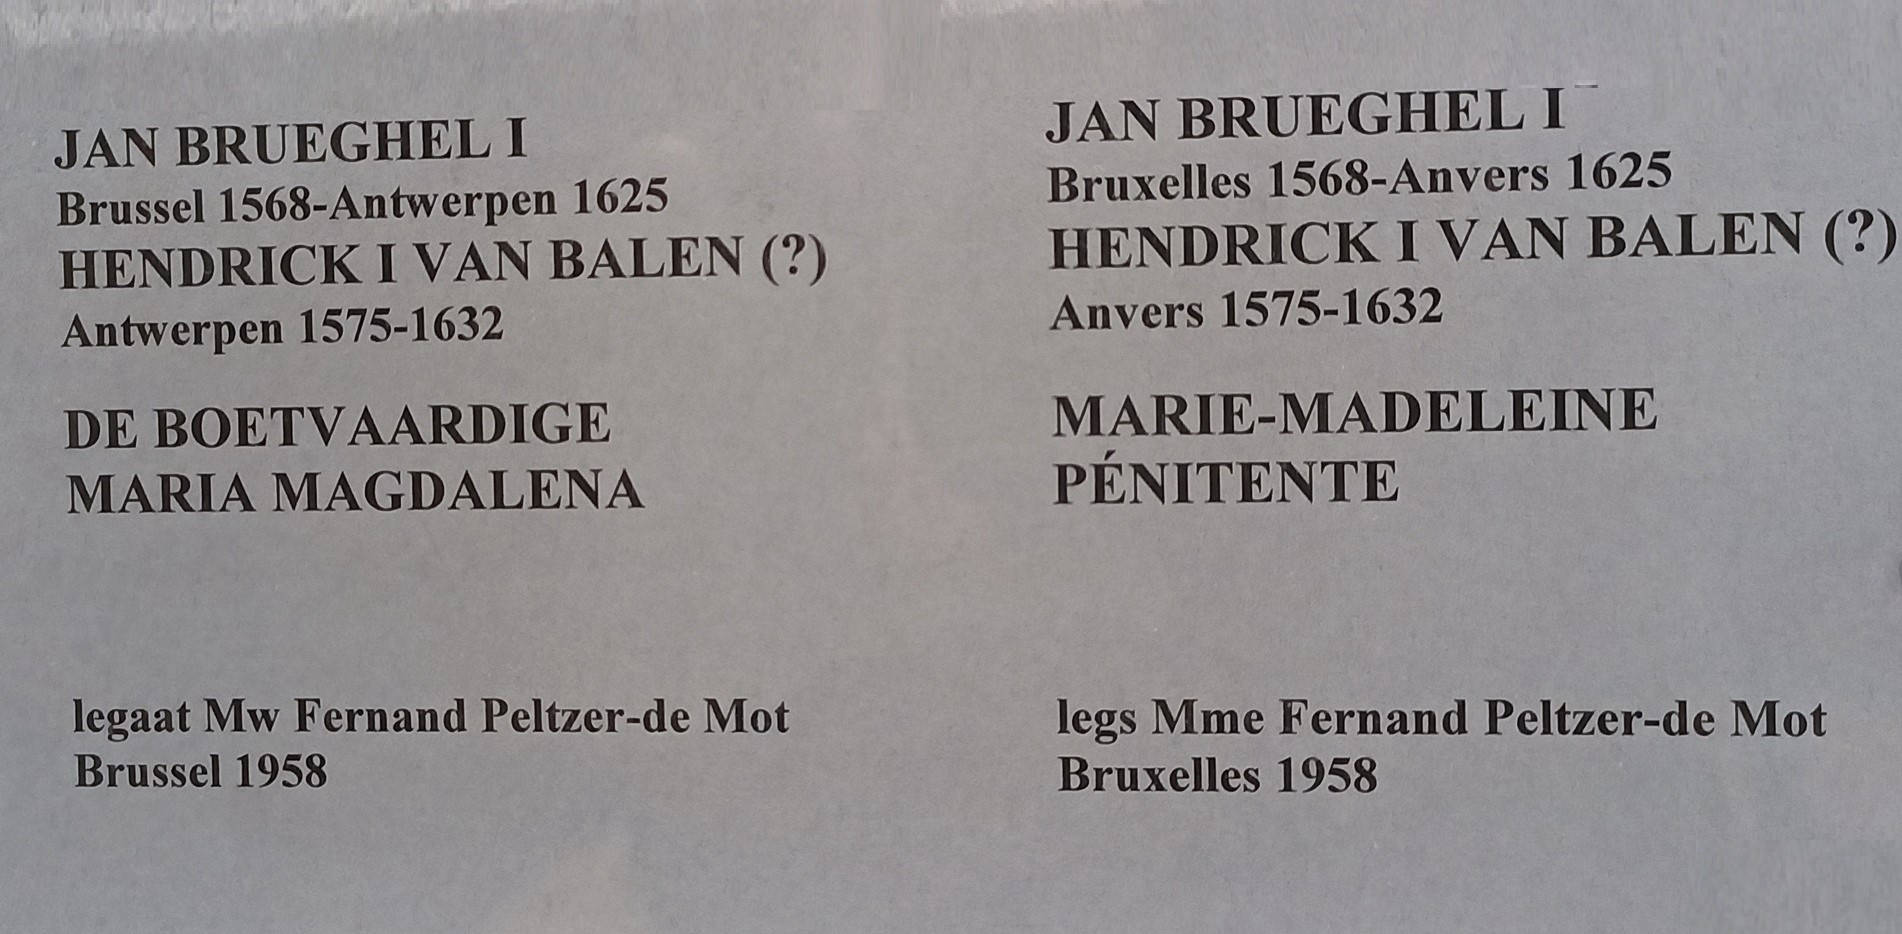 JAN BRUEGHEL I
Brussel 1568-Antwerpen 1625
HENDRICK I VAN BALEN (?)
Antwerpen 1575-1632
DE BOETVAARDIGE
MARIA MAGDALENA
legaat Mw Fernand Peltzer-de Mot
Brussel 1958
JAN BRUEGHEL I
Bruxelles 1568-Anvers 1625
HENDRICK I VAN BALEN (?)
Anvers 1575-1632
MARIE-MADELEINE
PÉNITENTE
legs Mme Fernand Peltzer-de Mot
Bruxelles 1958